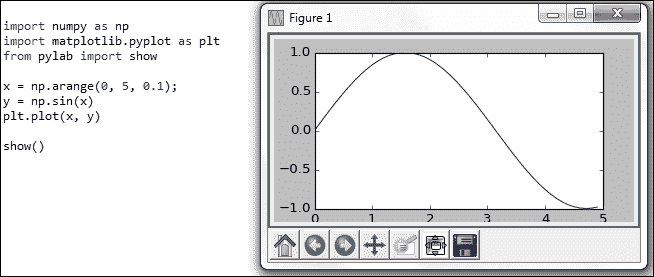 import numpy as np
import matplotlib.pyplot as plt
from pylab import show
x = np.arange(0, 5, 0.1);
y = np.sin(x)
plt.plot(x, y)
show()
Figure 1
1.0
0.5
0.0
−0.5
−1.0
0 1 2 3 4 5